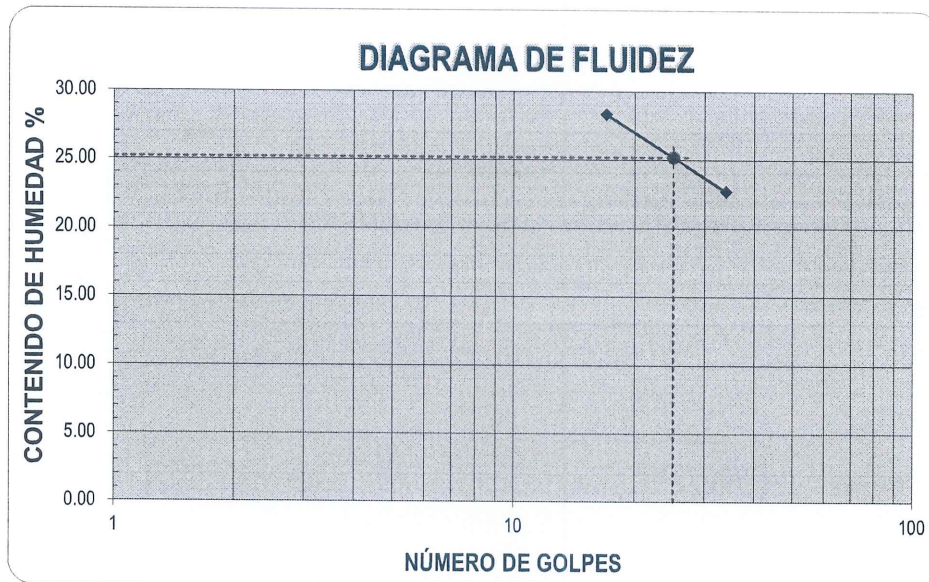 DIAGRAMA DE FLUIDEZ
CONTENIDO DE HUMEDAD %
30.00
25.00
20.00
15.00
10.00
5.00
0.00
1 10 100
NÚMERO DE GOLPES